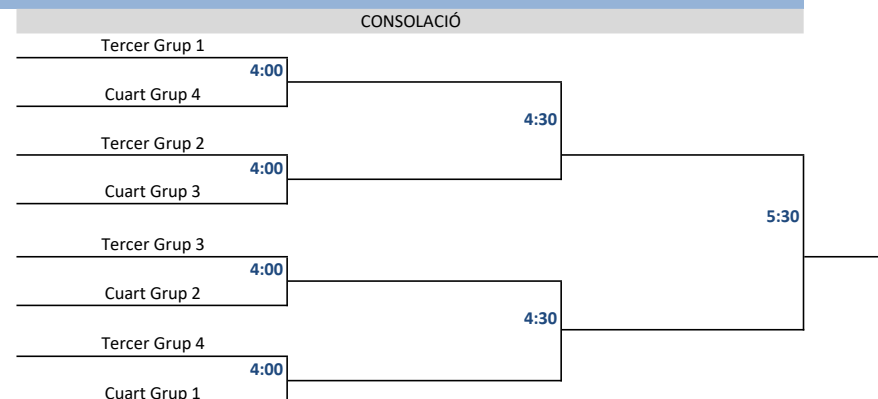 CONSOLACIÓ
Tercer Grup 1
4:00
Cuart Grup 4
4:30
Tercer Grup 2
4:00
Cuart Grup 3
5:30
Tercer Grup 3
4:00
Cuart Grup 2
4:30
Tercer Grup 4
4:00
Cuart Grup 1